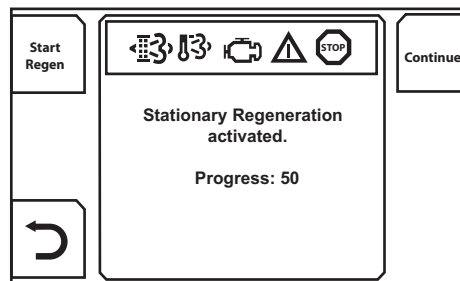 Start
Regen
STOP
Continue
Stationary Regeneration
activated.
Progress: 50